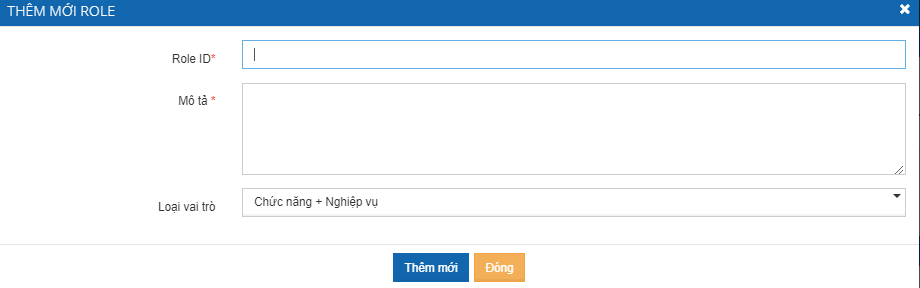 THÊM MỚI ROLE
Role ID*
Mô tả *
Loại vai trò
Chức năng + Nghiệp vụ
Thêm mới
Đóng